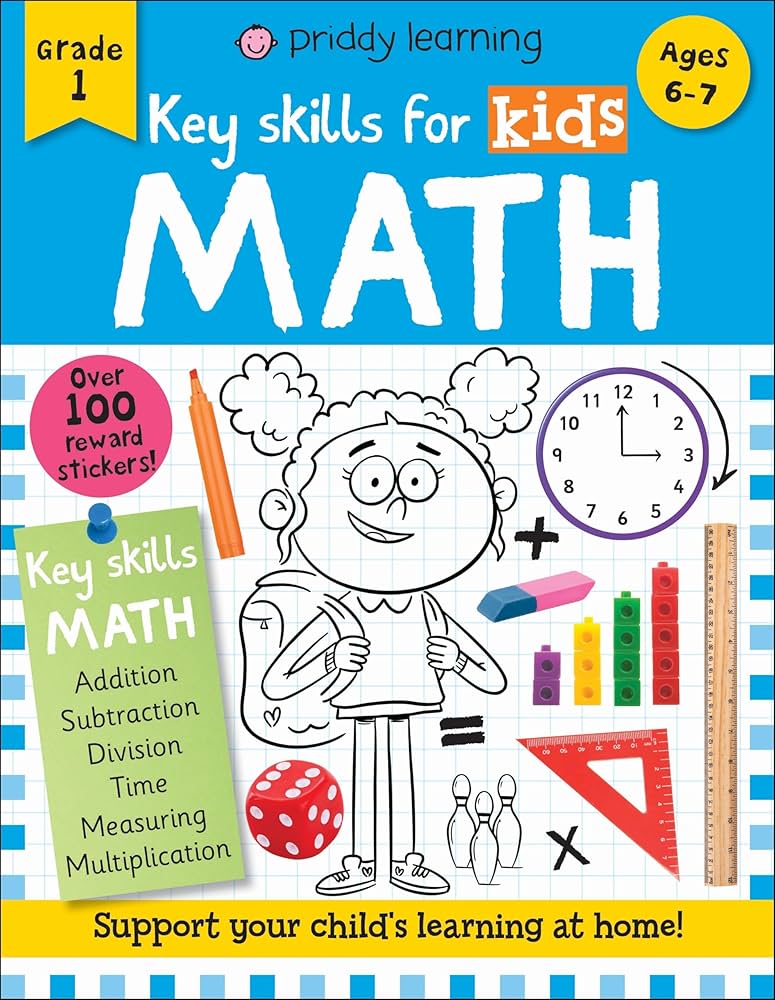 Grade
1
priddy learning
Ages
6-7
Key skills for kids
MATH
Over
100
reward
stickers!
Key skills
MATH
Addition
Subtraction
Division
Time
Measuring
Multiplication
12
11
1
10
2
9
3
8
4
7
5
6
+
=
x
Support your child's learning at home!